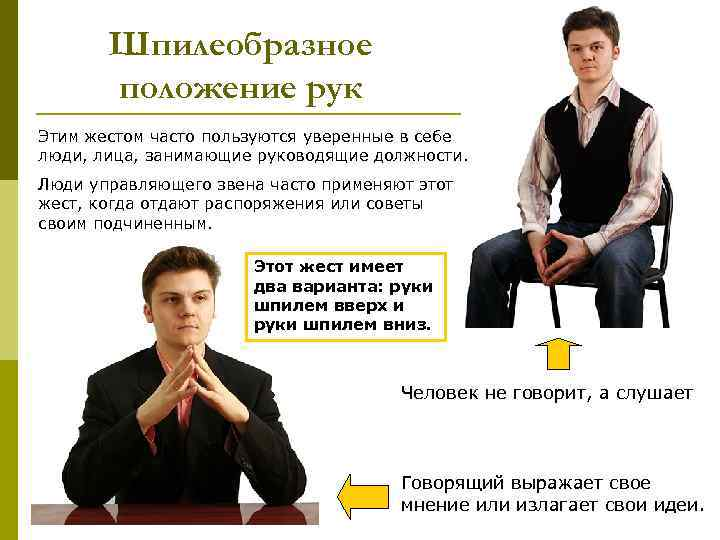 Шпилеобразное
положение рук
Этим жестом часто пользуются уверенные в себе
люди, лица, занимающие руководящие должности.
Люди управляющего звена часто применяют этот
жест, когда отдают распоряжения или советы
своим подчиненным.
Этот жест имеет
два варианта: руки
шпилем вверх и
руки шпилем вниз.
Человек не говорит, а слушает
Говорящий выражает свое
мнение или излагает свои идеи.